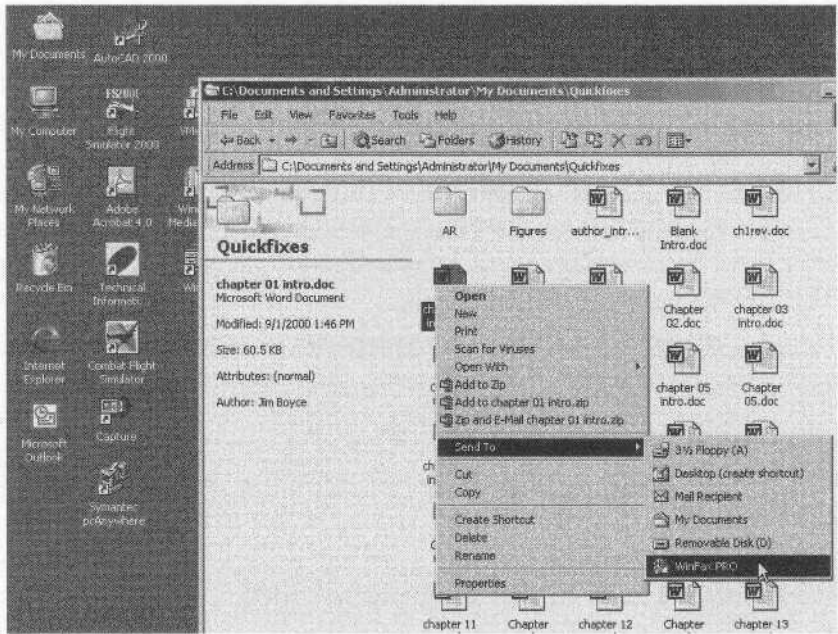 My Documents
AutoCAD 2000
My Computer
FS2000
Flight
Simulator 2000
My Network
Places
Adobe
Acrobat 4.0
Media
Recycle Bin
Technical
Informati...
Internet
Explorer
Combat Flight
Simulator
Microsoft
Outlook
Capture
Symantec
pcAnywhere
C:\Documents and Settings\Administrator\My Documents\Quickfixes
File Edit View Favorites Tools Help
Back Search Folders History
Address C:\Documents and Settings\Administrator\My Documents\Quickfixes
Quickfixes
chapter 01 intro.doc
Microsoft Word Document
Modified: 9/1/2000 1:46 PM
Size: 60.5 KB
Attributes: (normal)
Author: Jim Boyce
AR
Figures
author_intr...
Blank
Intro.doc
ch1rev.doc
Chapter
02.doc
chapter 03
intro.doc
chapter 05
intro.doc
Chapter
05.doc
Open
New
Print
Scan for Viruses
Open With
Add to Zip
Add to chapter 01 intro.zip
Zip and E-Mail chapter 01 intro.zip
Send To
Cut
Copy
Create Shortcut
Delete
Rename
Properties
3½ Floppy (A)
Desktop (create shortcut)
Mail Recipient
My Documents
Removable Disk (D)
WinFax PRO
chapter 11
Chapter
chapter 12
Chapter
chapter 13